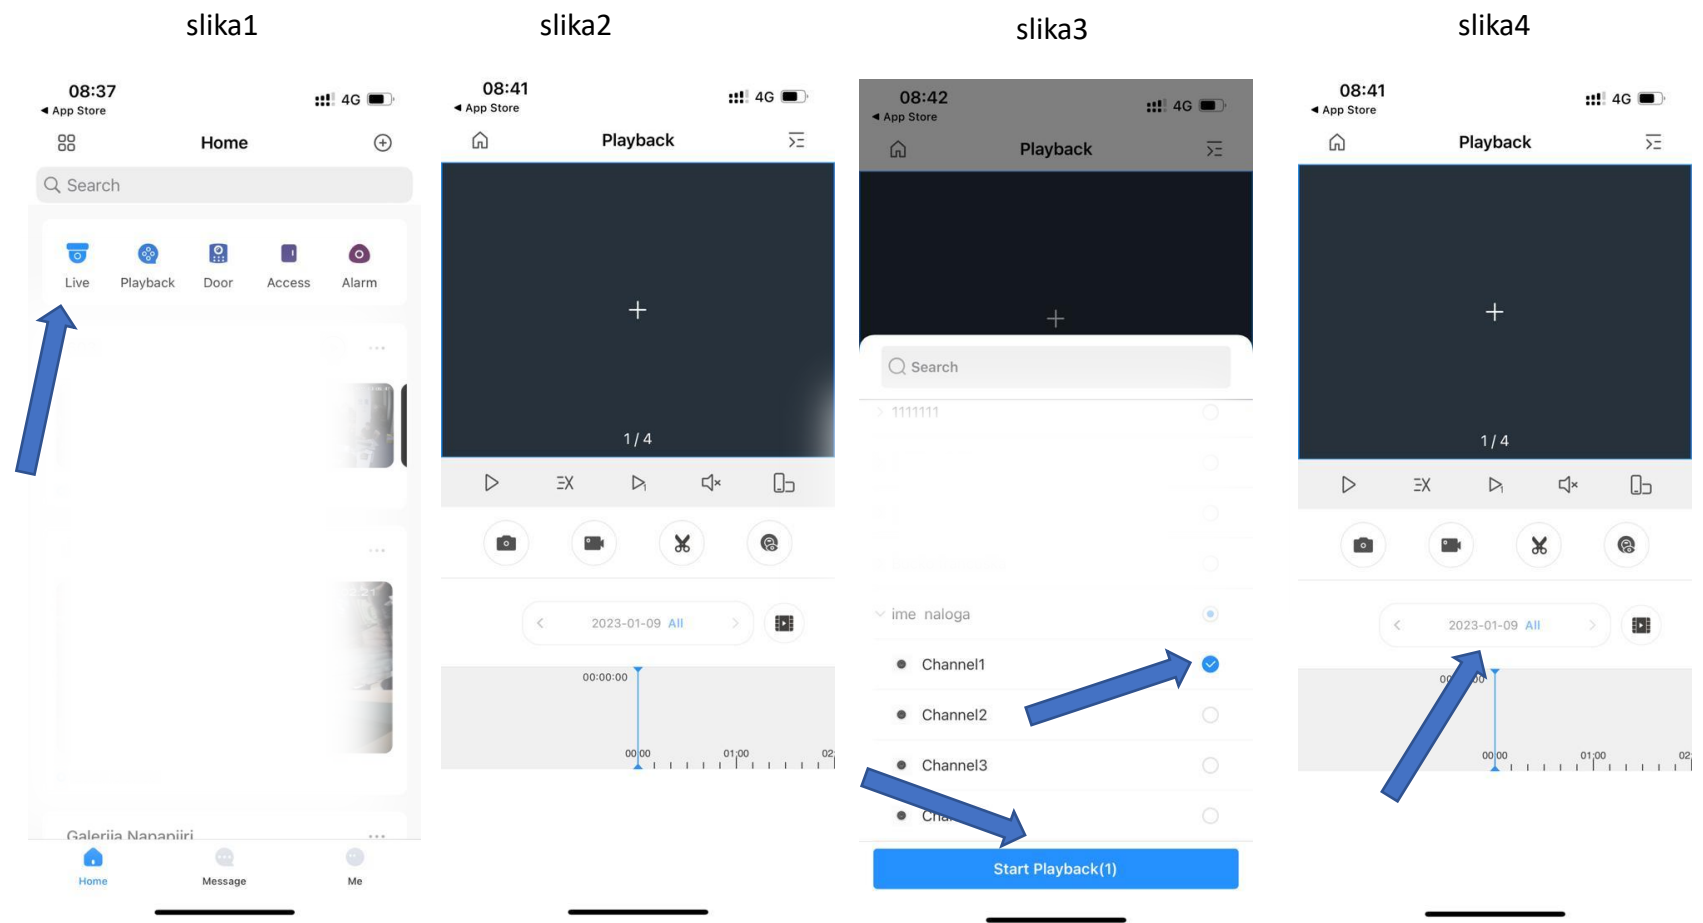 slika1
08:37
4G
◀ App Store
Home
Search
Live
Playback
Door
Access
Alarm
Galerija Napapijri
Home
Message
Me
slika2
08:41
4G
◀ App Store
Playback
1 / 4
2023-01-09 All
00:00:00
00:00
01:00
02:
slika3
08:42
4G
◀ App Store
Playback
Search
1111111
ime naloga
Channel1
Channel2
Channel3
Start Playback(1)
slika4
08:41
4G
◀ App Store
Playback
1 / 4
2023-01-09 All
00:00
01:00
02: